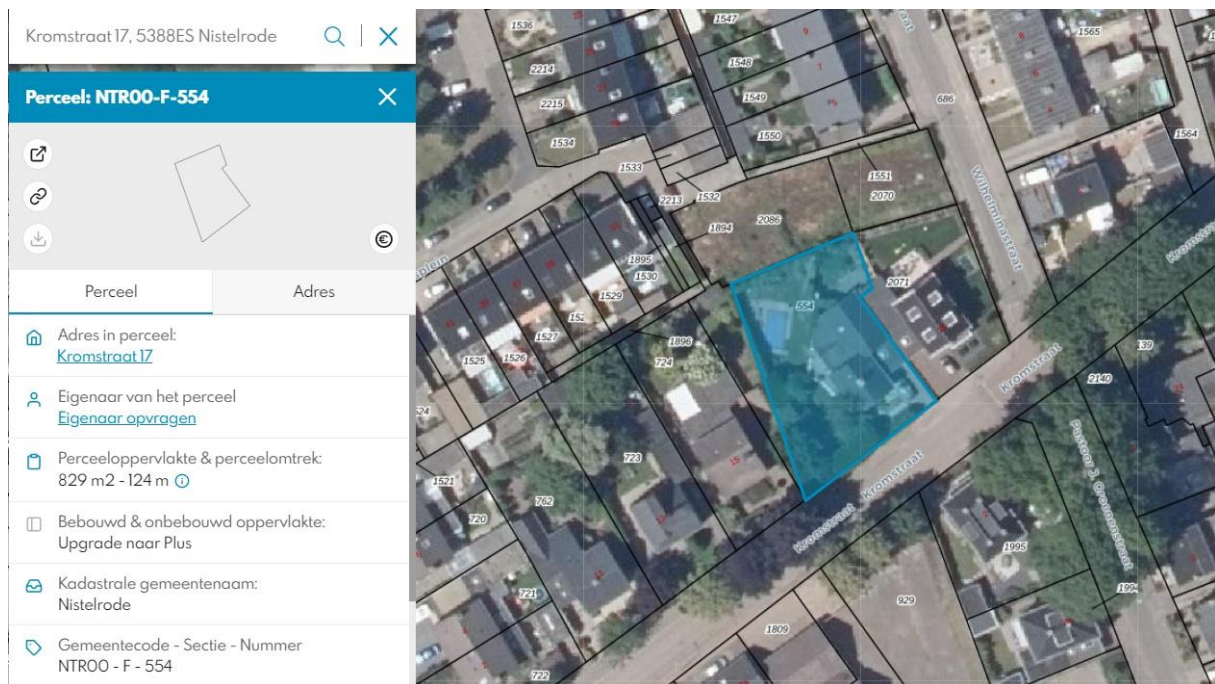 Kromstraat 17, 5388ES Nistelrode
Perceel: NTR00-F-554
Perceel
Adres
Adres in perceel:
Kromstraat 17
Eigenaar van het perceel
Eigenaar opvragen
Perceeloppervlakte & perceelomtrek:
829 m2 - 124 m
Bebouwd & onbebouwd oppervlakte:
Upgrade naar Plus
Kadastrale gemeentenaam:
Nistelrode
Gemeentecode - Sectie - Nummer
NTR00 - F - 554
1536
1547
1565
2214
1548
2215
1549
686
1534
1550
1564
1533
1551
2213
1532
2070
2086
1894
Wilhelminastraat
Kromstraat
1895
1530
2071
1529
554
1527
1525
1526
1896
724
Kromstraat
139
2140
15
723
1521
762
720
Kromstraat
Kromstraat
Pastoor J. Cronnenstraat
1995
721
929
1994
1809
722